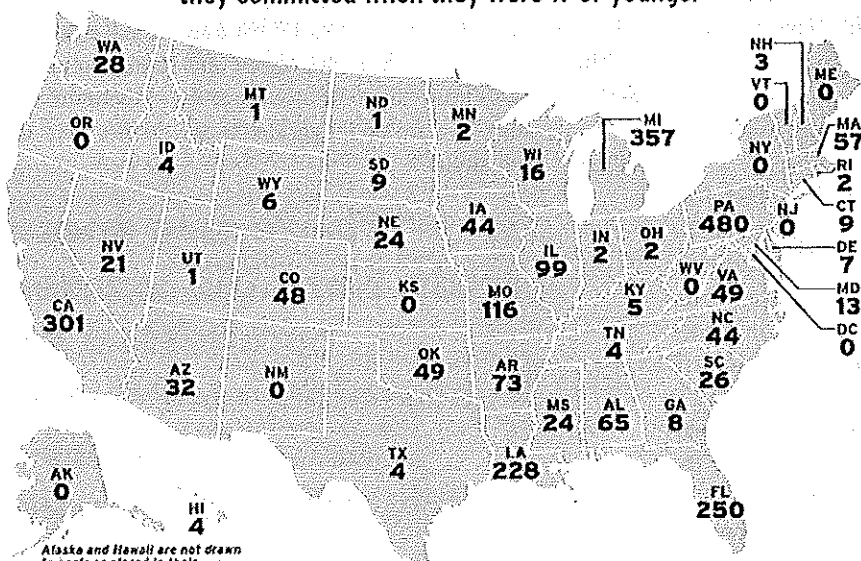 they committed when they were
or younger
WA
28
OR
0
ID
4
MT
1
ND
1
MN
2
WI
16
MI
357
NH
3
VT
0
ME
0
MA
57
NY
0
RI
2
CT
9
NJ
0
PA
480
DE
7
MD
13
DC
0
SD
9
WY
6
NE
24
IA
44
IL
99
IN
2
OH
2
WV
0
VA
49
KY
5
NC
44
TN
4
SC
26
NV
21
UT
1
CO
48
KS
0
MO
116
CA
301
AZ
32
NM
0
OK
49
AR
73
MS
24
AL
65
GA
8
TX
4
LA
228
FL
250
AK
0
HI
4
Alaska and Hawaii are not drawn
to scale or placed in their